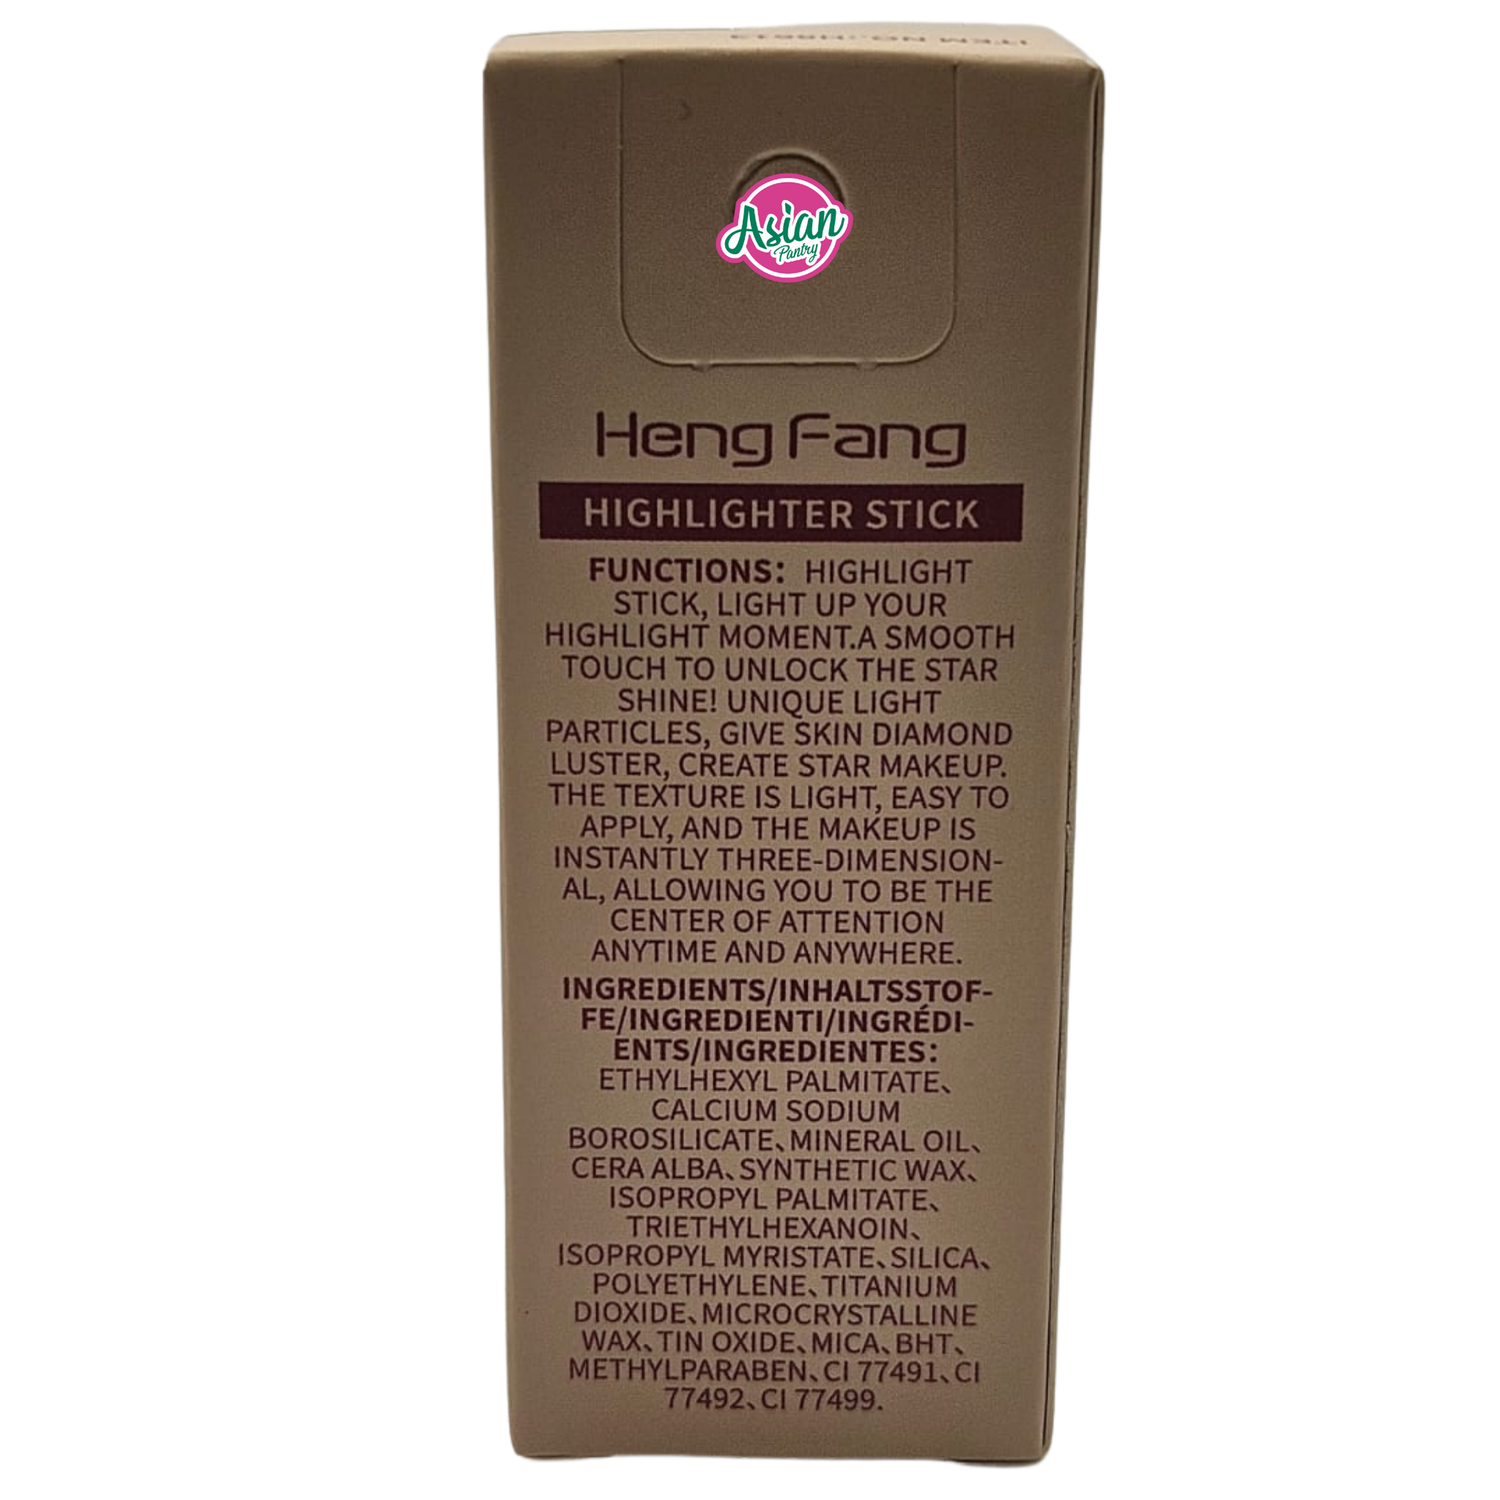 ITEM NO.:H8613
Asian
Pantry
Heng Fang
HIGHLIGHTER STICK
FUNCTIONS: HIGHLIGHT
STICK, LIGHT UP YOUR
HIGHLIGHT MOMENT.A SMOOTH
TOUCH TO UNLOCK THE STAR
SHINE! UNIQUE LIGHT
PARTICLES, GIVE SKIN DIAMOND
LUSTER, CREATE STAR MAKEUP.
THE TEXTURE IS LIGHT, EASY TO
APPLY, AND THE MAKEUP IS
INSTANTLY THREE-DIMENSION-
AL, ALLOWING YOU TO BE THE
CENTER OF ATTENTION
ANYTIME AND ANYWHERE.
INGREDIENTS/INHALTSSTOF-
FE/INGREDIENTI/INGRÉDI-
ENTS/INGREDIENTES:
ETHYLHEXYL PALMITATE、
CALCIUM SODIUM
BOROSILICATE、MINERAL OIL、
CERA ALBA、SYNTHETIC WAX、
ISOPROPYL PALMITATE、
TRIETHYLHEXANOIN、
ISOPROPYL MYRISTATE、SILICA、
POLYETHYLENE、TITANIUM
DIOXIDE、MICROCRYSTALLINE
WAX、TIN OXIDE、MICA、BHT、
METHYLPARABEN、CI 77491、CI
77492、CI 77499.